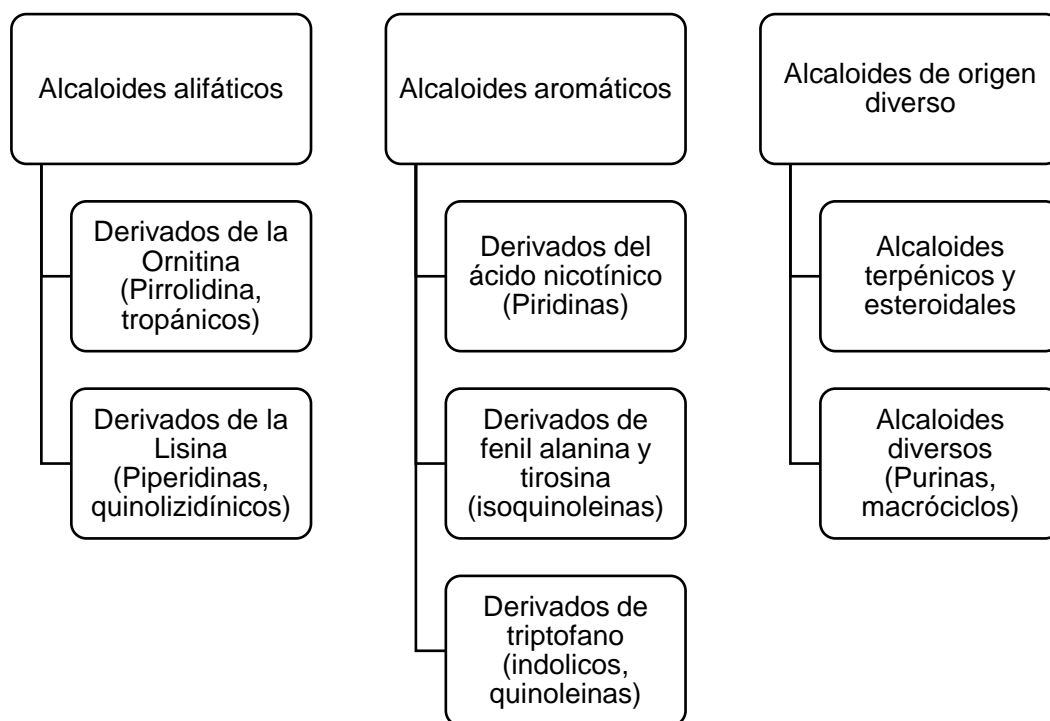 Alcaloides alifáticos
Derivados de la
Ornitina
(Pirrolidina,
tropánicos)
Derivados de la
Lisina
(Piperidinas,
quinolizidínicos)
Alcaloides aromáticos
Derivados del
ácido nicotínico
(Piridinas)
Derivados de
fenil alanina y
tirosina
(isoquinoleinas)
Derivados de
triptofano
(indolicos,
quinoleinas)
Alcaloides de origen
diverso
Alcaloides
terpénicos y
esteroidales
Alcaloides
diversos
(Purinas,
macróciclos)